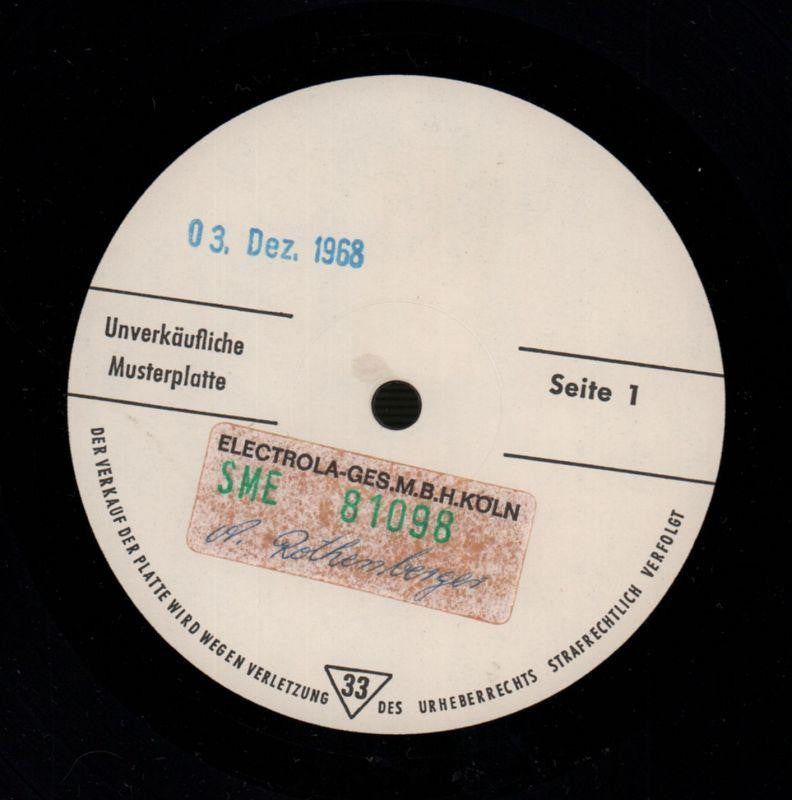 03. Dez. 1968
Unverkäufliche
Musterplatte
Seite 1
ELECTROLA-GES.M.B.H.KÖLN
SME 81098
A. Rothenberger
DER VERKAUF DER PLATTE WIRD WEGEN VERLETZUNG DES URHEBERRECHTS STRAFRECHTLICH VERFOLGT
33